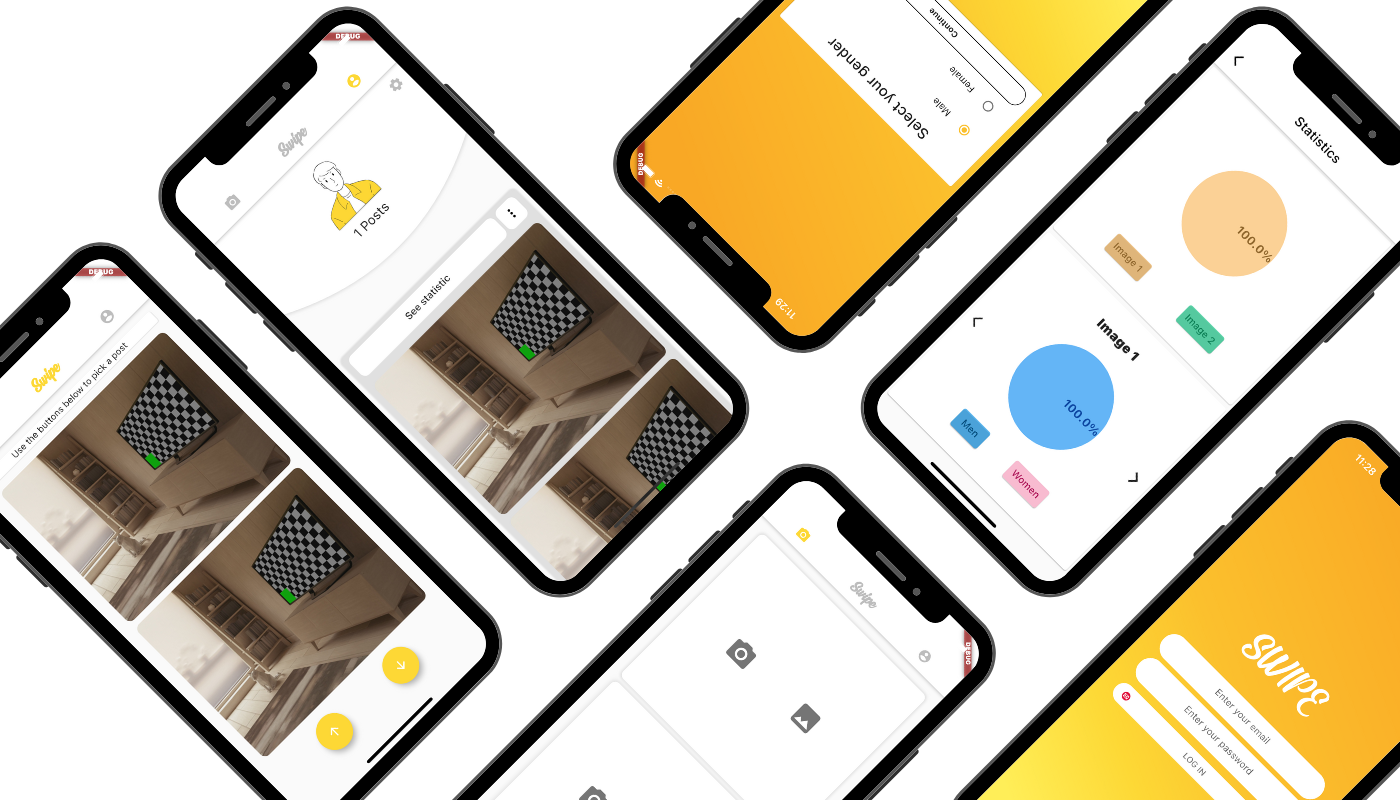 DEBUG
Swipe
1 Posts
See statistic
DEBUG
Swipe
Use the buttons below to pick a post
Select your gender
Male
Female
Continue
DEBUG
11:29
Statistics
100.0%
Image 1
Image 2
Image 1
100.0%
Men
Women
Swipe
DEBUG
11:28
SWIPE
Enter your email
Enter your password
LOG IN